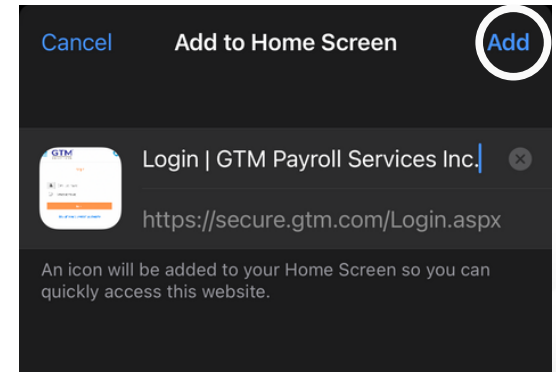 Cancel Add to Home Screen Add
GTM
Login | GTM Payroll Services Inc.
https://secure.gtm.com/Login.aspx
An icon will be added to your Home Screen so you can
quickly access this website.